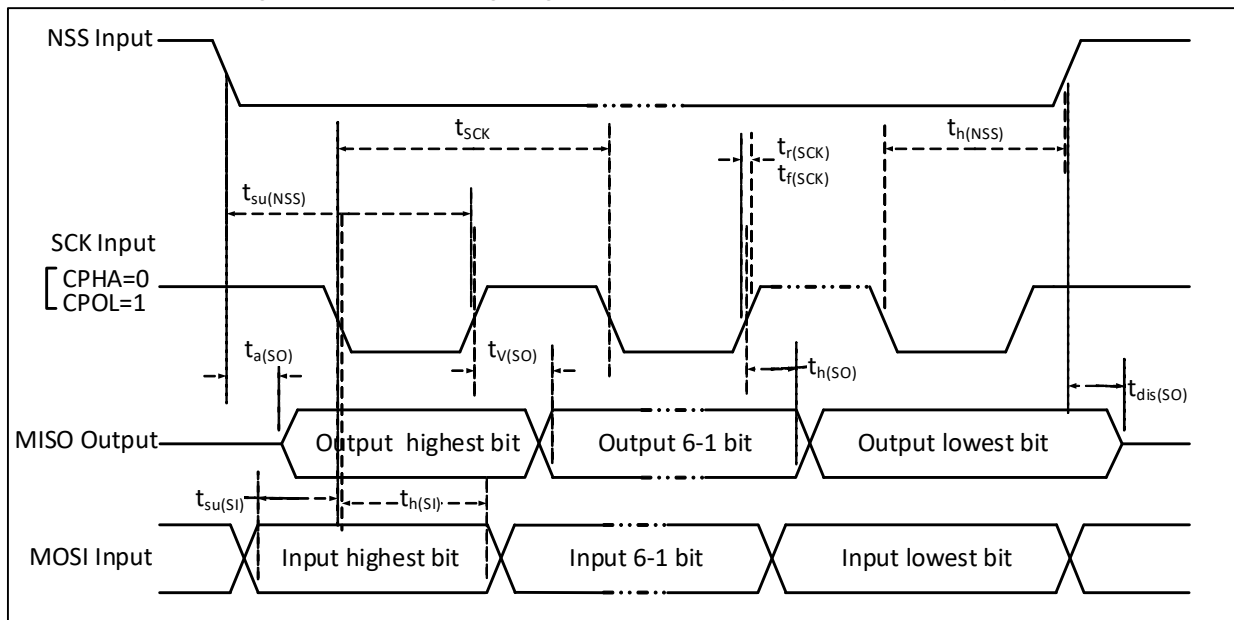 NSS Input
tSCK
th(NSS)
tr(SCK)
tf(SCK)
tsu(NSS)
SCK Input
CPHA=0
CPOL=1
ta(SO)
tV(SO)
th(SO)
tdis(SO)
MISO Output
Output highest bit
Output 6-1 bit
Output lowest bit
tsu(SI)
th(SI)
MOSI Input
Input highest bit
Input 6-1 bit
Input lowest bit